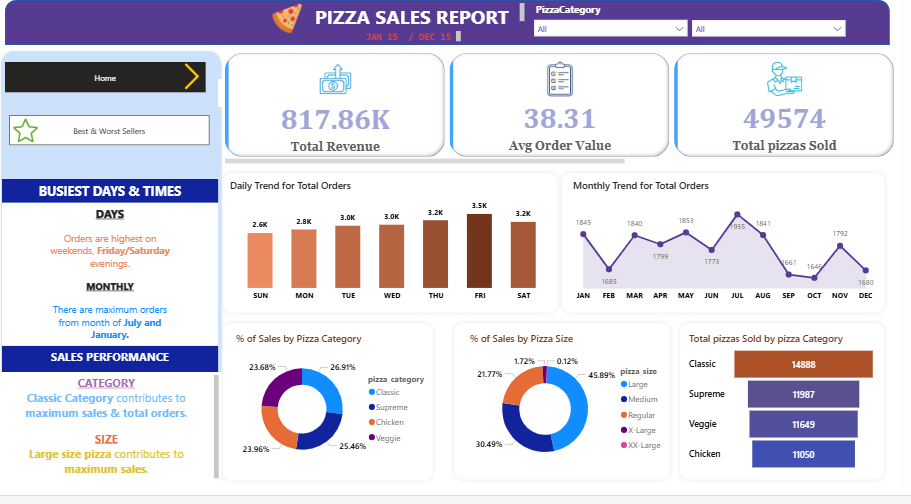 PIZZA SALES REPORT
JAN 15 / DEC 15
PizzaCategory
All
All
Home
Best & Worst Sellers
817.86K
Total Revenue
38.31
Avg Order Value
49574
Total pizzas Sold
BUSIEST DAYS & TIMES
DAYS
Orders are highest on
weekends, Friday/Saturday
evenings.
MONTHLY
There are maximum orders
from month of July and
January.
SALES PERFORMANCE
CATEGORY
Classic Category contributes to
maximum sales & total orders.
SIZE
Large size pizza contributes to
maximum sales.
Daily Trend for Total Orders
2.6K
2.8K
3.0K
3.0K
3.2K
3.5K
3.2K
SUN
MON
TUE
WED
THU
FRI
SAT
Monthly Trend for Total Orders
1845
1685
1840
1799
1853
1773
1935
1841
1661
1646
1792
1680
JAN
FEB
MAR
APR
MAY
JUN
JUL
AUG
SEP
OCT
NOV
DEC
% of Sales by Pizza Category
23.68%
26.91%
23.96%
25.46%
pizza_category
Classic
Supreme
Chicken
Veggie
% of Sales by Pizza Size
1.72%
0.12%
21.77%
45.89%
30.49%
pizza_size
Large
Medium
Regular
X-Large
XX-Large
Total pizzas Sold by pizza Category
Classic
14888
Supreme
11987
Veggie
11649
Chicken
11050